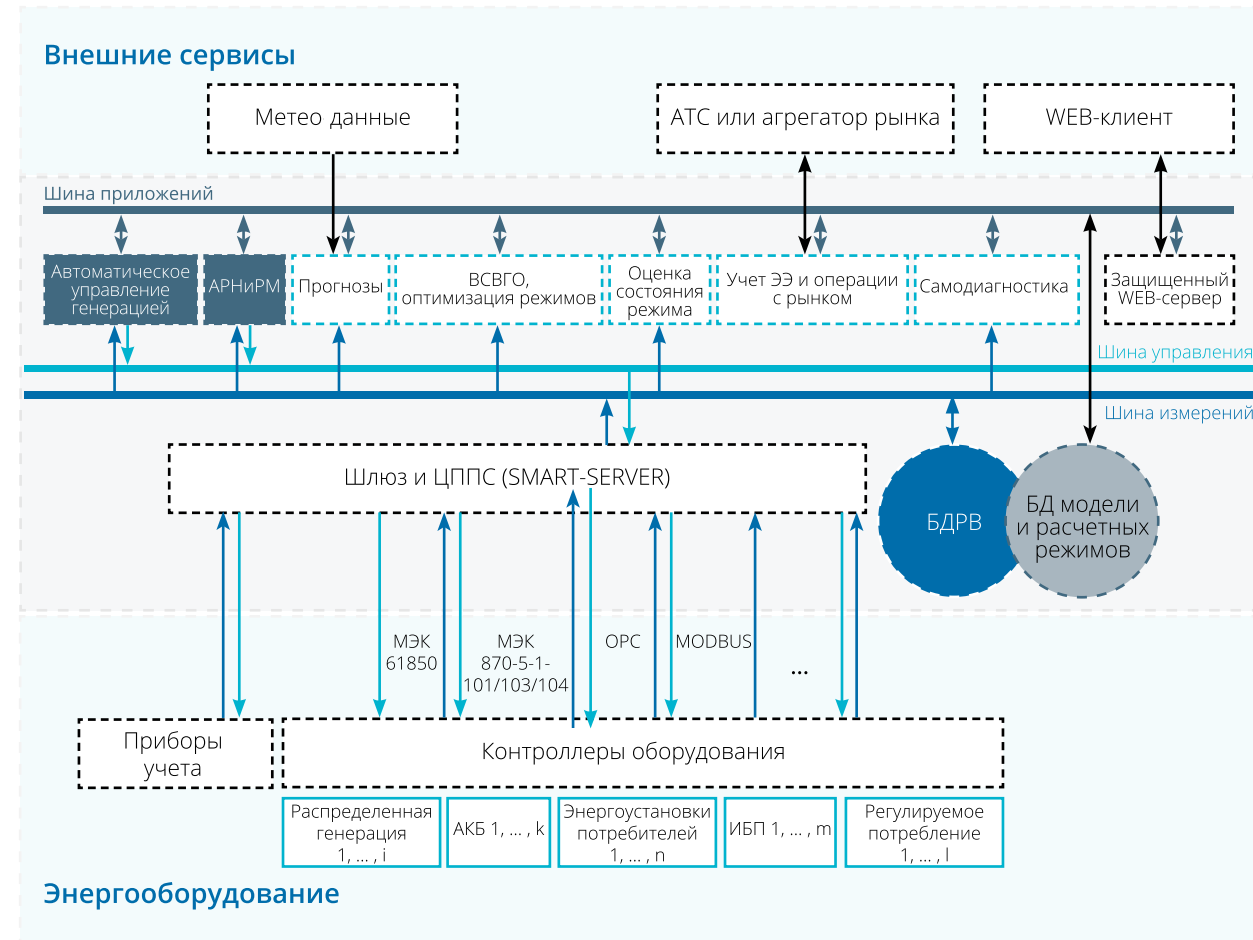 Внешние сервисы
Метео данные
АТС или агрегатор рынка
WEB-клиент
Шина приложений
Автоматическое
управление
генерацией
АРНиРМ
Прогнозы
ВСВГО,
оптимизация режимов
Оценка
состояния
режима
Учет ЭЭ и операции
с рынком
Самодиагностика
Защищенный
WEB-сервер
Шина управления
Шина измерений
Шлюз и ЦППС (SMART-SERVER)
БДРВ
БД модели
и расчетных
режимов
МЭК
61850
МЭК
870-5-1-
101/103/104
OPC
MODBUS
...
Приборы
учета
Контроллеры оборудования
Распределенная
генерация
1, ... , i
АКБ 1, ... , k
Энергоустановки
потребителей
1, ... , n
ИБП 1, ... , m
Регулируемое
потребление
1, ... , l
Энергооборудование